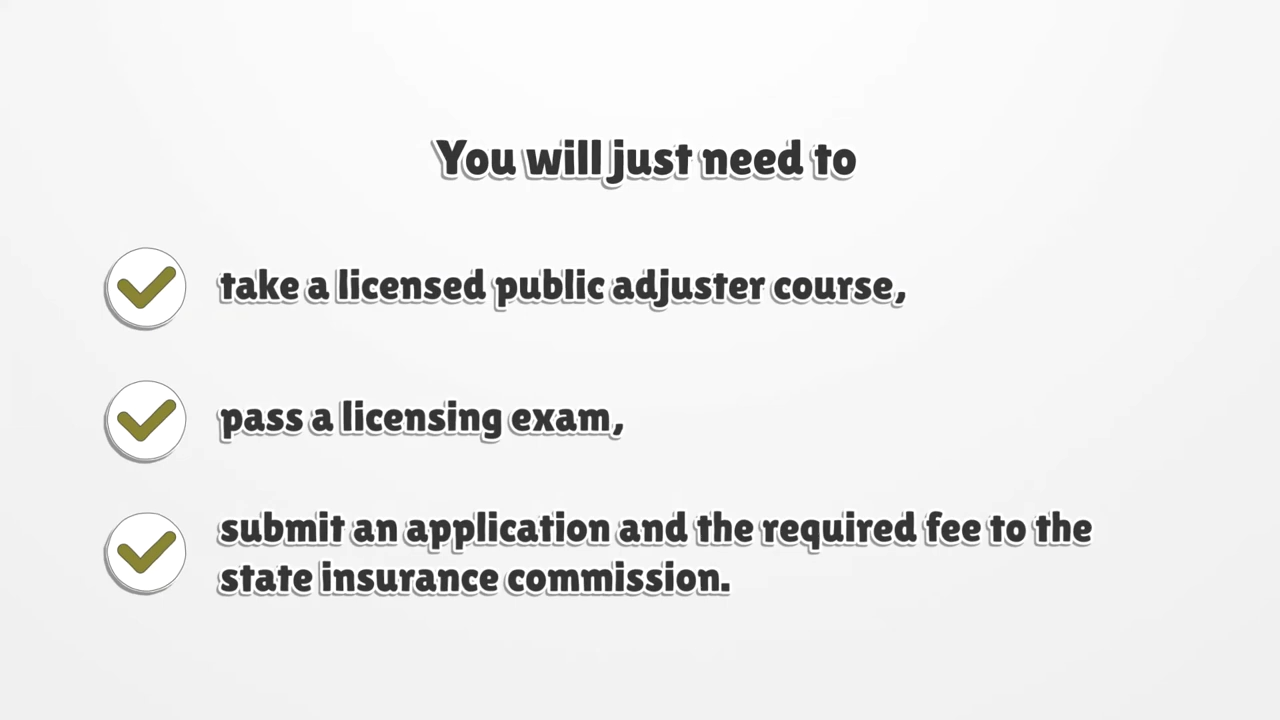 You will just need to
take a licensed public adjuster course,
pass a licensing exam,
submit an application and the required fee to the
state insurance commission.